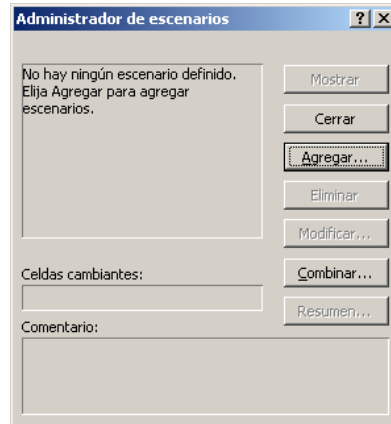 Administrador de escenarios
No hay ningún escenario definido.
Elija Agregar para agregar
escenarios.
Mostrar
Cerrar
Agregar...
Eliminar
Modificar...
Celdas cambiantes:
Combinar...
Resumen...
Comentario: